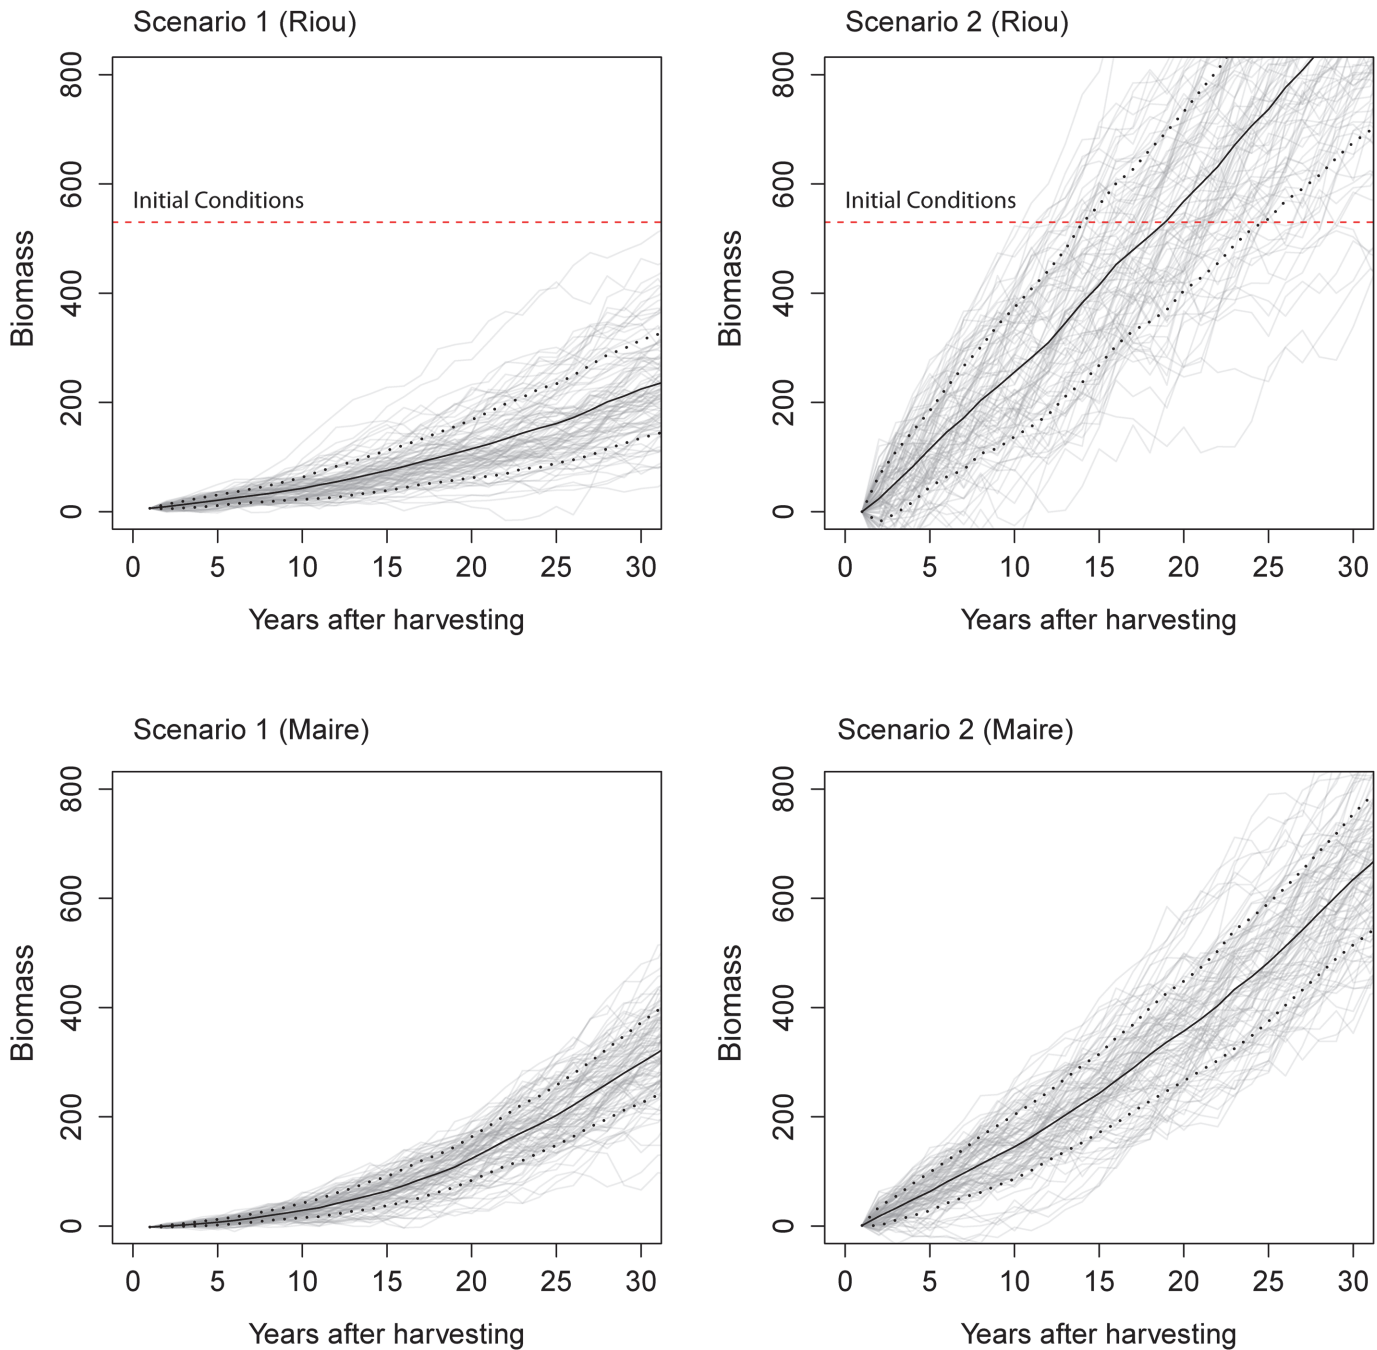 Scenario 1 (Riou)
800
600
400
200
0
Initial Conditions
Biomass
0 5 10 15 20 25 30
Years after harvesting
Scenario 2 (Riou)
800
600
400
200
0
Initial Conditions
Biomass
0 5 10 15 20 25 30
Years after harvesting
Scenario 1 (Maire)
800
600
400
200
0
Biomass
0 5 10 15 20 25 30
Years after harvesting
Scenario 2 (Maire)
800
600
400
200
0
Biomass
0 5 10 15 20 25 30
Years after harvesting